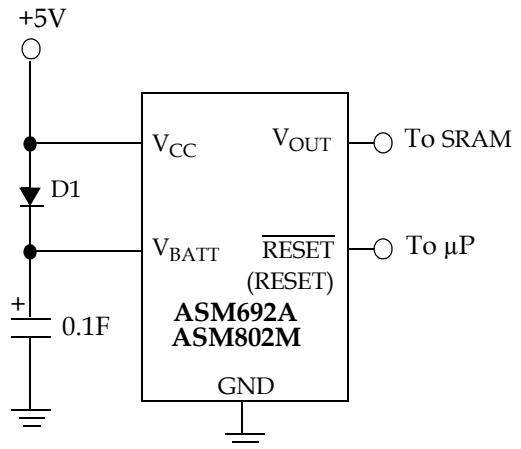 +5V
V_CC
V_OUT
To SRAM
D1
V_BATT
RESET
To µP
(RESET)
+
0.1F
ASM692A
ASM802M
GND